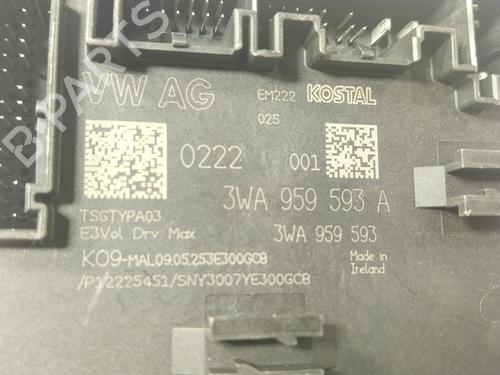 B-PARTS
VW AG
EM222 KOSTAL
02S
0222
001
3WA 959 593 A
TSGTYPA03
E3Vol Drv Max
3WA 959 593
K09-MAL09.05.253E300GCB
Made in
Ireland
/P12225451/SNY3007YE300GCB